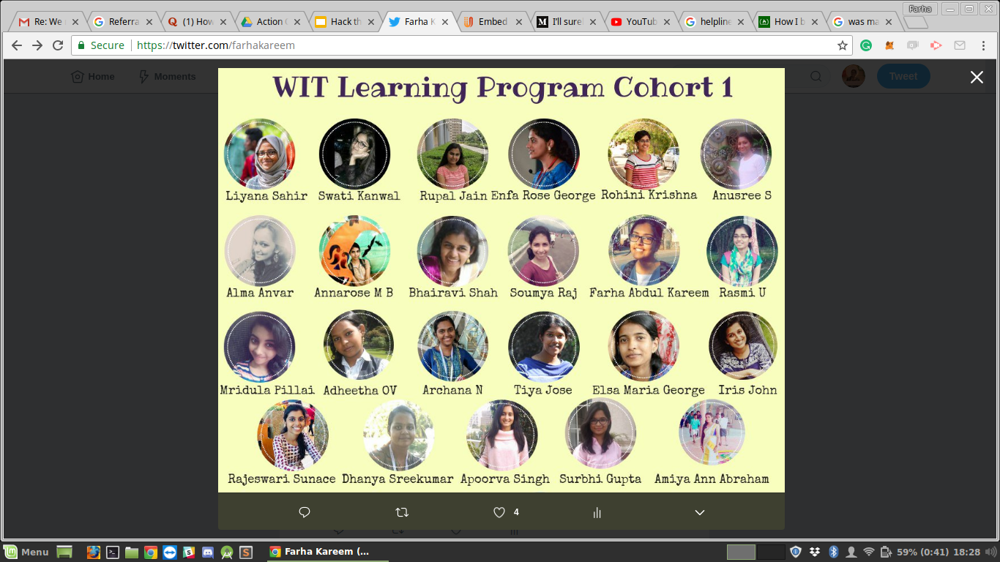 Farha
Re: We
Referra
(1) How
Action
Hack th
Farha K
Embed
I'll sure
YouTub
helpline
How I b
was ma
Secure https://twitter.com/farhakareem
Home Moments Tweet
WIT Learning Program Cohort 1
Liyana Sahir Swati Kanwal Rupal Jain Enfa Rose George Rohini Krishna Anusree S
Alma Anvar Annarose M B Bhairavi Shah Soumya Raj Farha Abdul Kareem Rasmi U
Mridula Pillai Adheetha OV Archana N Tiya Jose Elsa Maria George Iris John
Rajeswari Sunace Dhanya Sreekumar Apoorva Singh Surbhi Gupta Amiya Ann Abraham
4
Menu Farha Kareem (... 59% (0:41) 18:28